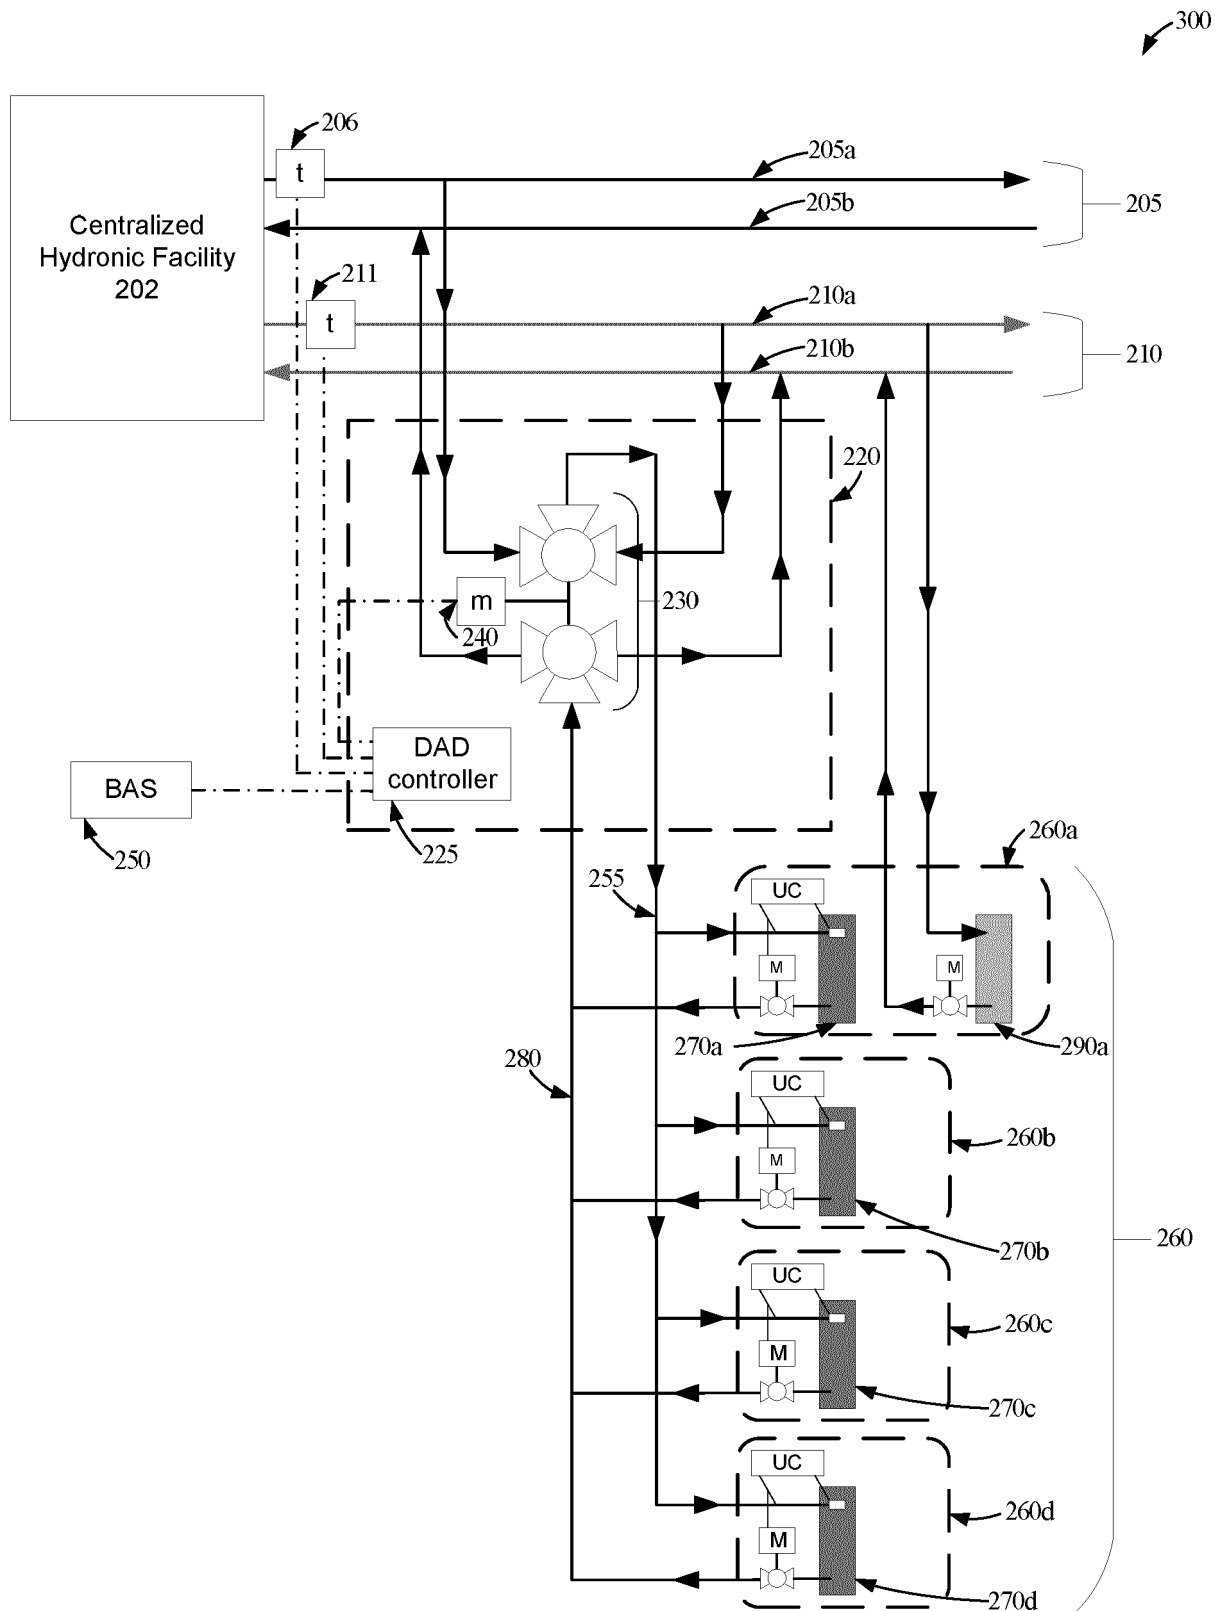 300
206
t
205a
205
205b
Centralized
Hydronic Facility
202
211
t
210a
210b
210
220
230
m
240
DAD
controller
BAS
250
225
260a
255
UC
M
M
270a
290a
280
UC
260b
M
270b
260
UC
260c
M
270c
UC
260d
M
270d